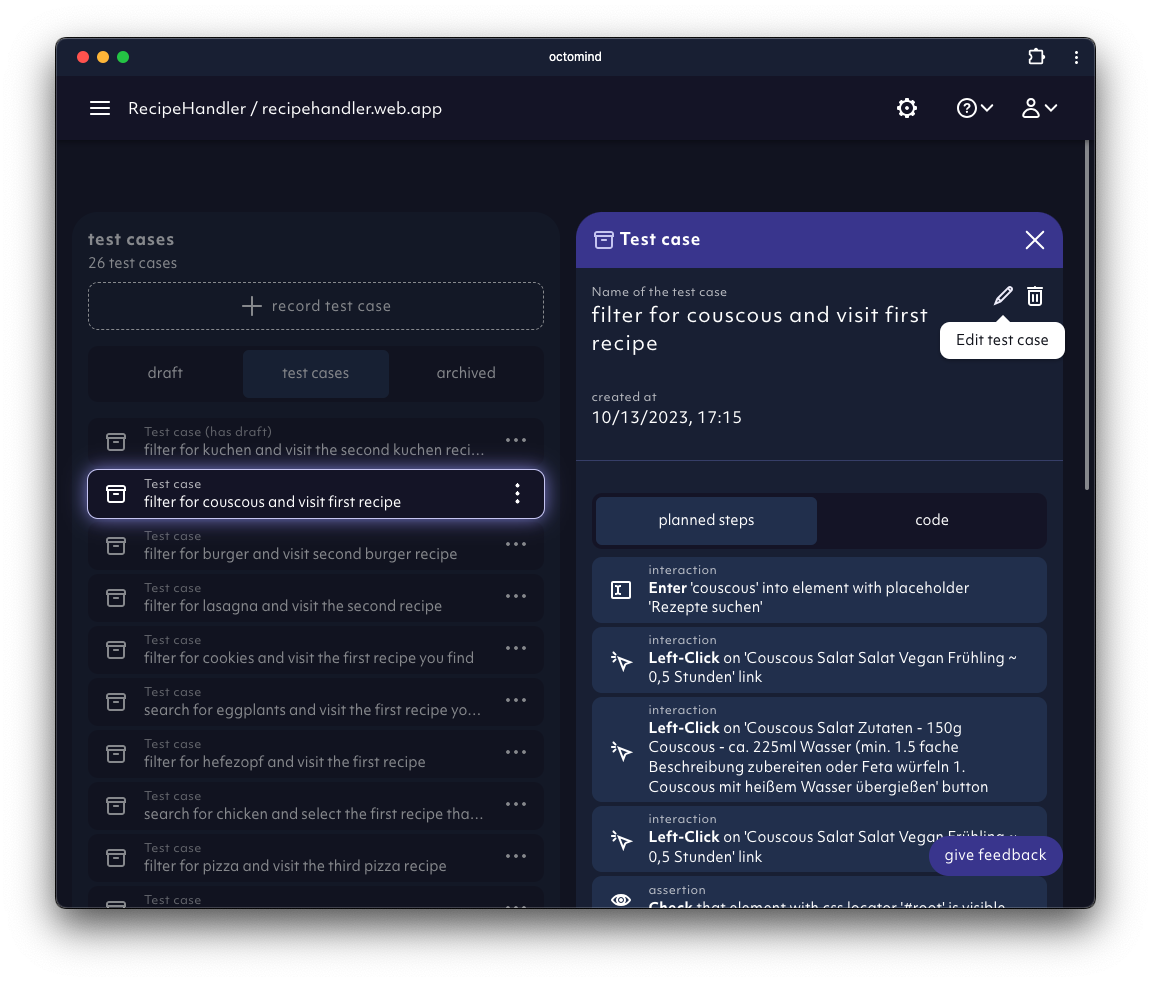 octomind
RecipeHandler / recipehandler.web.app
test cases
26 test cases
record test case
draft
test cases
archived
Test case (has draft)
filter for kuchen and visit the second kuchen reci…
Test case
filter for couscous and visit first recipe
Test case
filter for burger and visit second burger recipe
Test case
filter for lasagna and visit the second recipe
Test case
filter for cookies and visit the first recipe you find
Test case
search for eggplants and visit the first recipe yo…
Test case
filter for hefezopf and visit the first recipe
Test case
search for chicken and select the first recipe tha…
Test case
filter for pizza and visit the third pizza recipe
Test case
Test case
Name of the test case
filter for couscous and visit first
recipe
Edit test case
created at
10/13/2023, 17:15
planned steps
code
interaction
Enter 'couscous' into element with placeholder
'Rezepte suchen'
interaction
Left-Click on 'Couscous Salat Salat Vegan Frühling ~
0,5 Stunden' link
interaction
Left-Click on 'Couscous Salat Zutaten - 150g
Couscous - ca. 225ml Wasser (min. 1.5 fache
Beschreibung zubereiten oder Feta würfeln 1.
Couscous mit heißem Wasser übergießen' button
interaction
Left-Click on 'Couscous Salat Salat Vegan Frühling ~
0,5 Stunden' link
give feedback
assertion
Check that element with css locator '#root' is visible